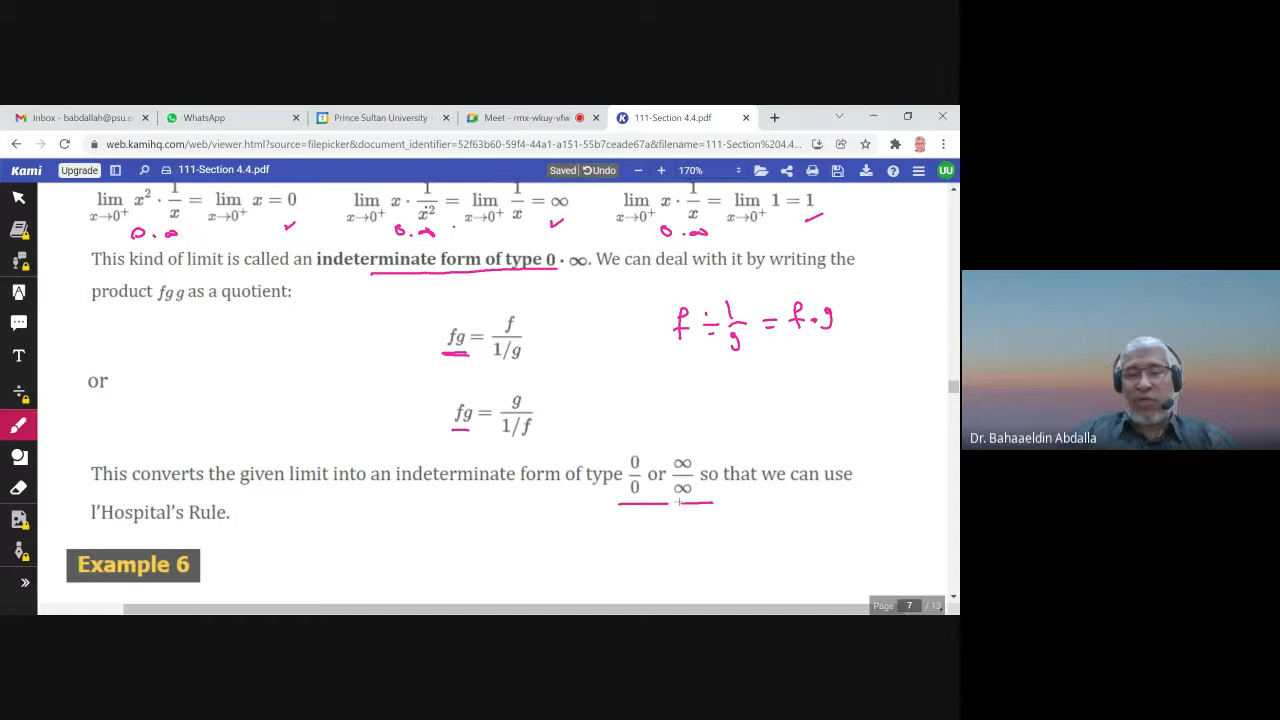 Inbox - babdallah@psu.e
WhatsApp
Prince Sultan University -
Meet - rmx-wkuy-vfw
111-Section 4.4.pdf
web.kamihq.com/web/viewer.html?source=filepicker&document_identifier=52f63b60-59f4-44a1-a151-55b7ceade67a&filename=111-Section%204.4...
Kami Upgrade 111-Section 4.4.pdf Saved Undo 170% UU
lim x→0⁺ x² · 1/x = lim x→0⁺ x = 0 lim x→0⁺ x · 1/x² = lim x→0⁺ 1/x = ∞ lim x→0⁺ x · 1/x = lim x→0⁺ 1 = 1
0 . ∞ 0 . ∞ 0 . ∞
This kind of limit is called an indeterminate form of type 0 · ∞. We can deal with it by writing the
product fg g as a quotient:
fg = f / 1/g
f ÷ 1/g = f . g
or
fg = g / 1/f
Dr. Bahaaeldin Abdalla
This converts the given limit into an indeterminate form of type 0/0 or ∞/∞ so that we can use
l'Hospital's Rule.
Example 6
Page 7 / 13